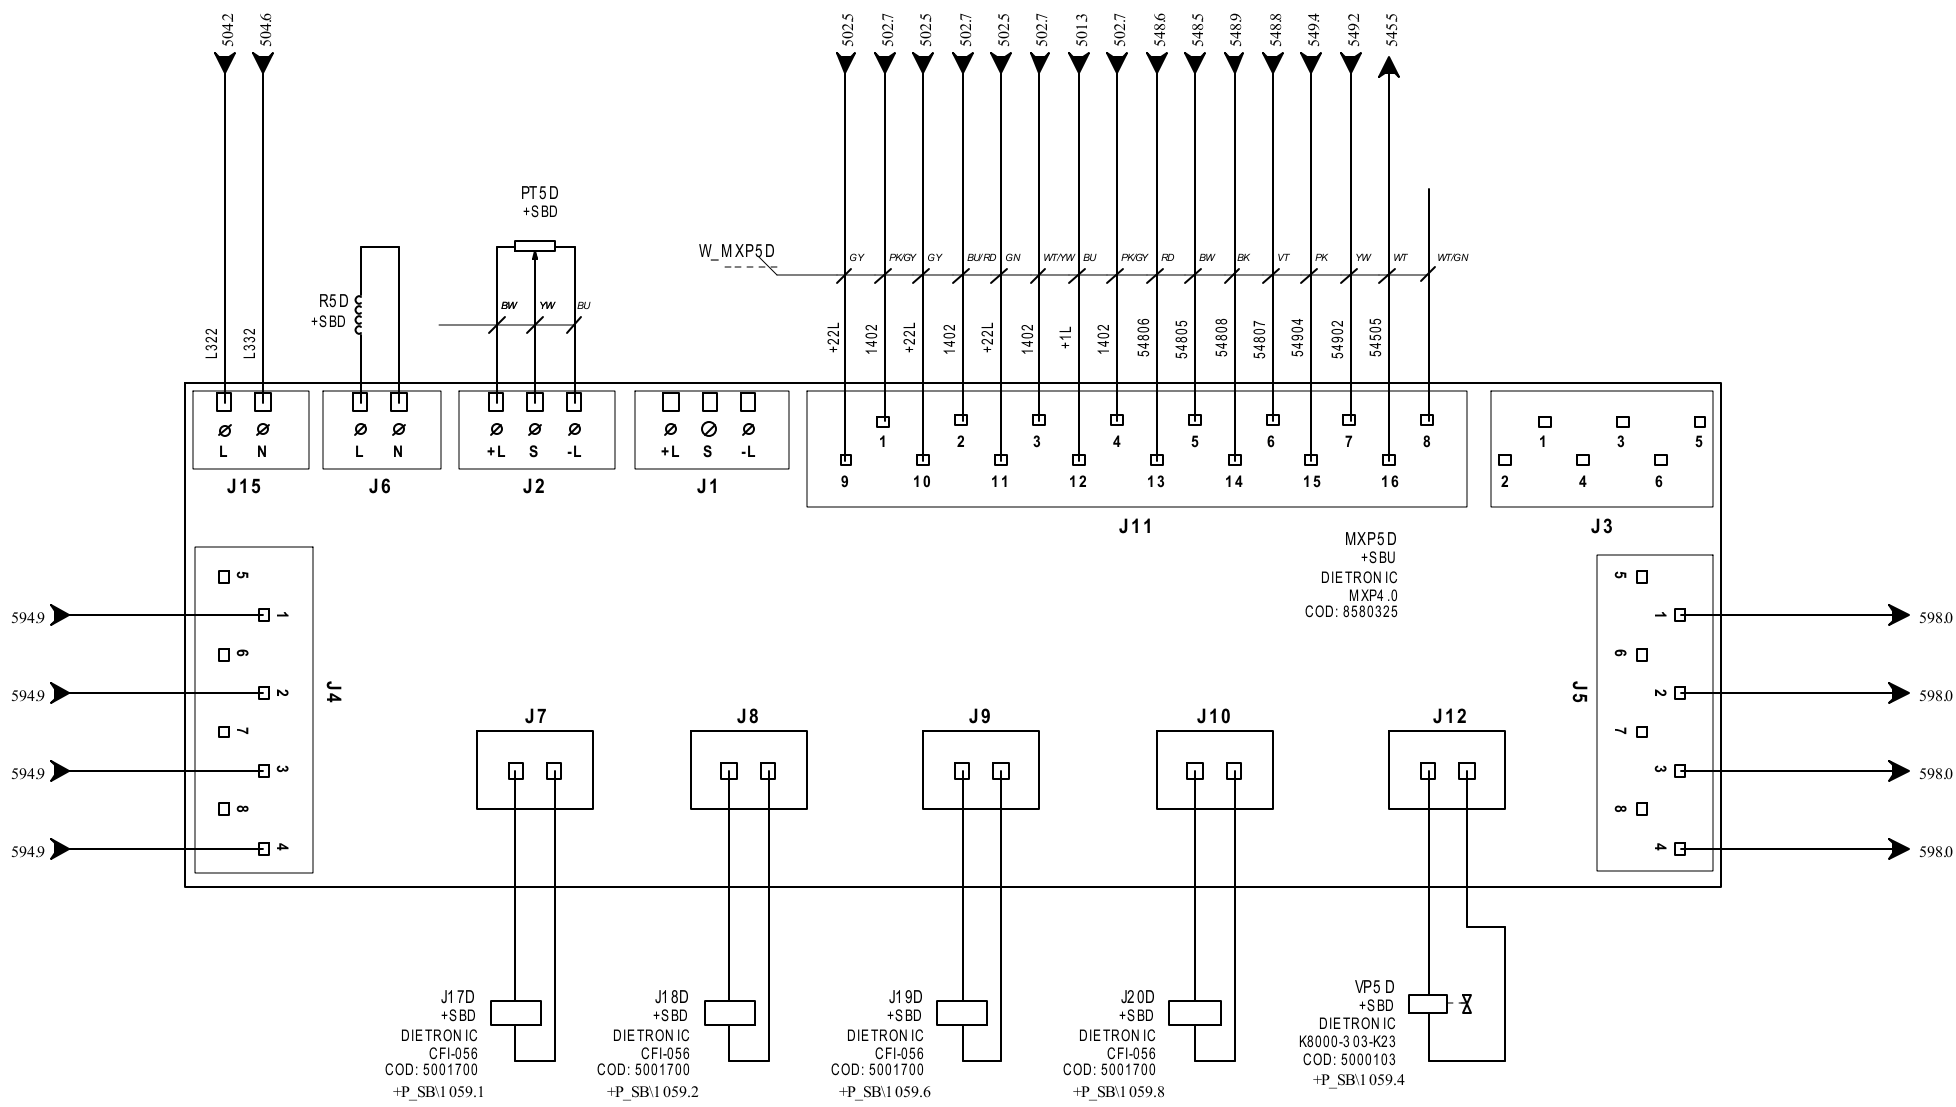 504.2
504.6
502.5
502.7
502.5
502.7
502.5
502.7
501.3
502.7
548.6
548.5
548.9
548.8
549.4
549.2
545.5
PT5D
+SBD
W_MXP5D
GY
PK/GY
GY
BU/RD
GN
WT/YW
BU
PK/GY
RD
BW
BK
VT
PK
YW
WT
WT/GN
R5D
+SBD
BW
YW
BU
L322
L332
+22L
1402
+22L
1402
+22L
1402
+1L
1402
54806
54805
54808
54807
54904
54902
54505
L N
J15
L N
J6
+L S -L
J2
+L S -L
J1
1 2 3 4 5 6 7 8
9 10 11 12 13 14 15 16
J11
1 3 5
2 4 6
J3
MXP5D
+SBU
DIETRONIC
MXP4.0
COD: 8580325
594.9
594.9
594.9
594.9
5
1
6
2
7
3
8
4
J4
5
1
6
2
7
3
8
4
J5
598.0
598.0
598.0
598.0
J7
J8
J9
J10
J12
J17D
+SBD
DIETRONIC
CFI-056
COD: 5001700
+P_SB\1059.1
J18D
+SBD
DIETRONIC
CFI-056
COD: 5001700
+P_SB\1059.2
J19D
+SBD
DIETRONIC
CFI-056
COD: 5001700
+P_SB\1059.6
J20D
+SBD
DIETRONIC
CFI-056
COD: 5001700
+P_SB\1059.8
VP5D
+SBD
DIETRONIC
K8000-303-K23
COD: 5000103
+P_SB\1059.4